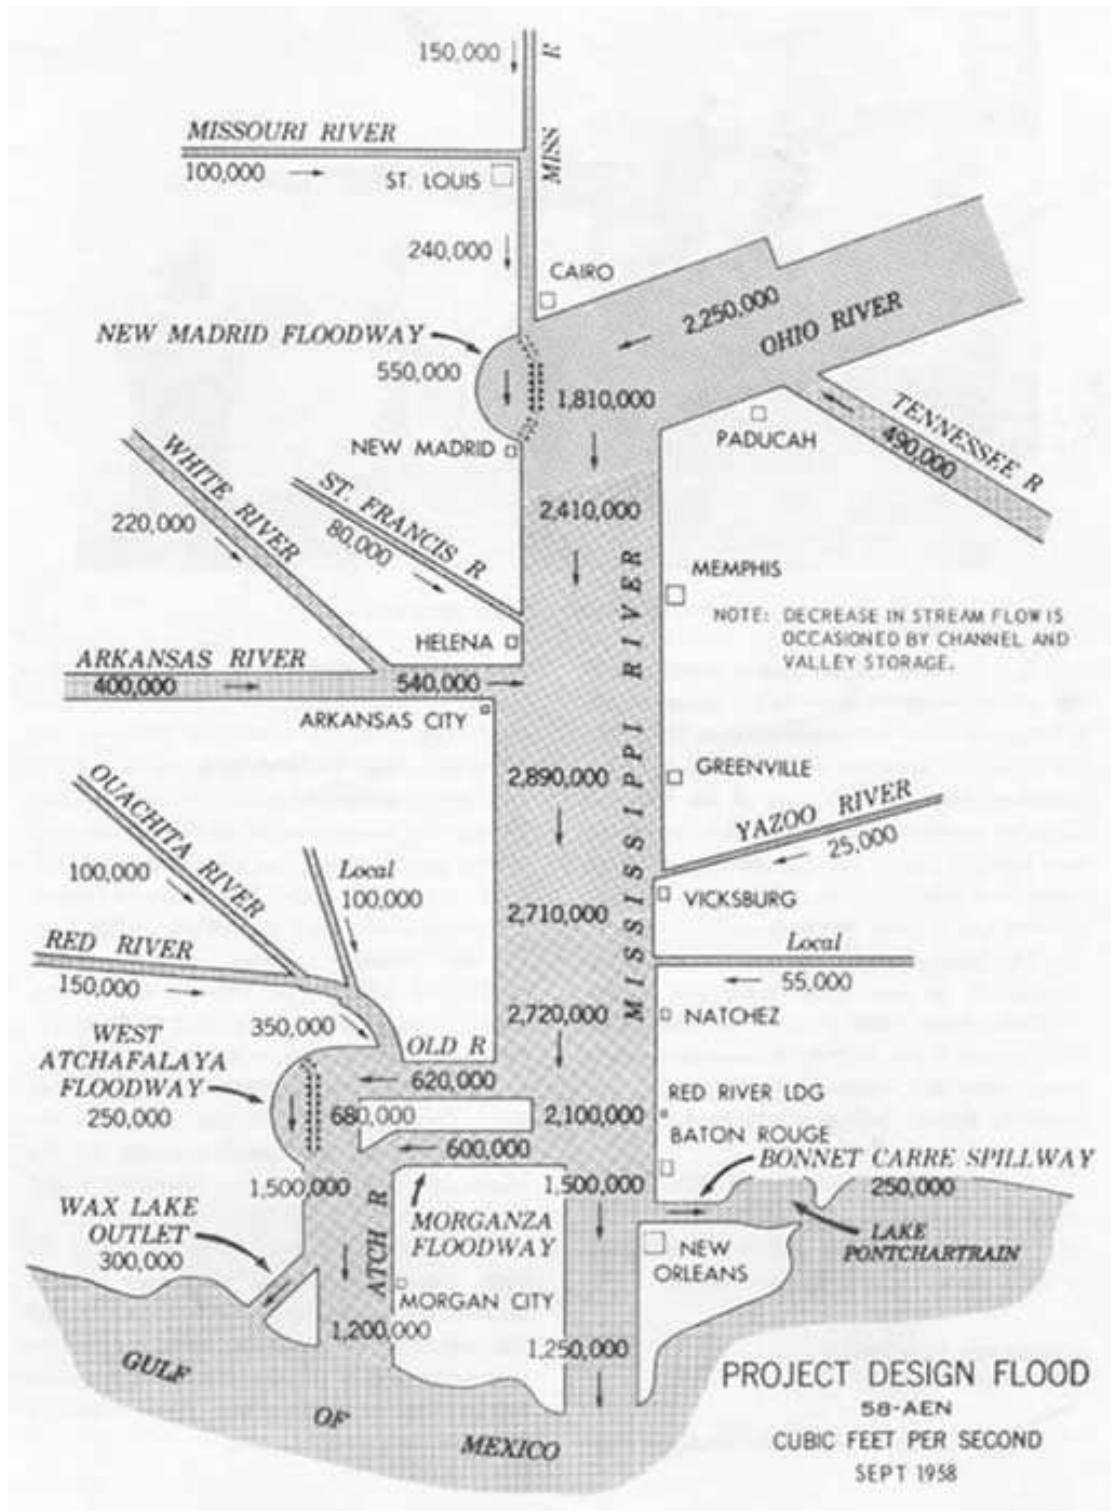 150,000
MISS R
MISSOURI RIVER
100,000
ST. LOUIS
240,000
CAIRO
2,250,000
OHIO RIVER
NEW MADRID FLOODWAY
550,000
1,810,000
NEW MADRID
PADUCAH
TENNESSEE R
490,000
WHITE RIVER
220,000
ST. FRANCIS R
80,000
2,410,000
MEMPHIS
NOTE: DECREASE IN STREAM FLOW IS
OCCASIONED BY CHANNEL AND
VALLEY STORAGE.
HELENA
ARKANSAS RIVER
400,000
540,000
ARKANSAS CITY
MISSISSIPPI RIVER
2,890,000
GREENVILLE
OUACHITA RIVER
100,000
YAZOO RIVER
25,000
Local
100,000
2,710,000
VICKSBURG
RED RIVER
150,000
Local
55,000
350,000
2,720,000
NATCHEZ
WEST
ATCHAFALAYA
FLOODWAY
250,000
OLD R
620,000
RED RIVER LDG
680,000
2,100,000
BATON ROUGE
600,000
BONNET CARRE SPILLWAY
250,000
1,500,000
1,500,000
WAX LAKE
OUTLET
300,000
ATCH R
MORGANZA
FLOODWAY
LAKE
PONTCHARTRAIN
NEW
ORLEANS
MORGAN CITY
1,200,000
1,250,000
GULF
OF
MEXICO
PROJECT DESIGN FLOOD
58-AEN
CUBIC FEET PER SECOND
SEPT 1958